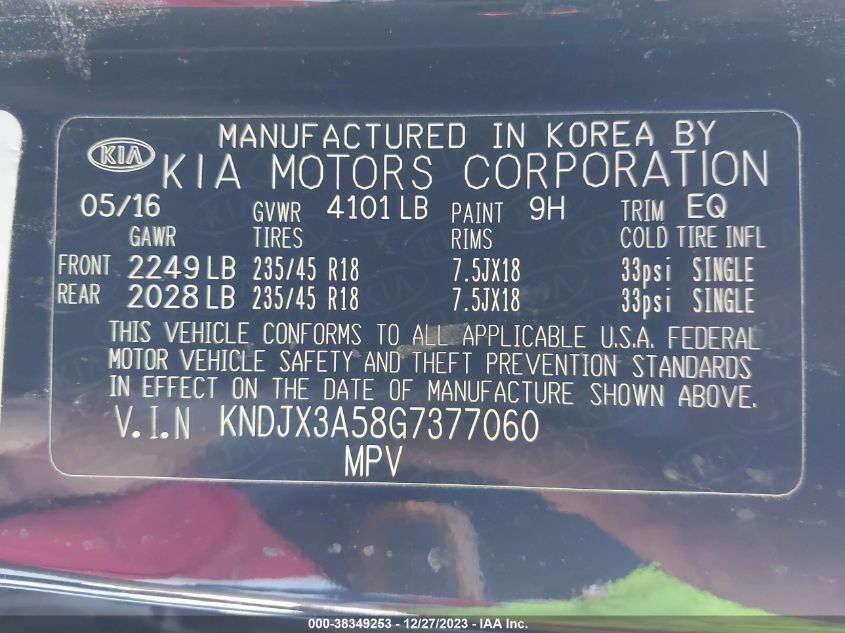 MANUFACTURED IN KOREA BY
KIA KIA MOTORS CORPORATION
05/16 GVWR 4101 LB PAINT 9H TRIM EQ
GAWR TIRES RIMS COLD TIRE INFL
FRONT 2249 LB 235/45 R18 7.5JX18 33psi SINGLE
REAR 2028 LB 235/45 R18 7.5JX18 33psi SINGLE
THIS VEHICLE CONFORMS TO ALL APPLICABLE U.S.A. FEDERAL
MOTOR VEHICLE SAFETY AND THEFT PREVENTION STANDARDS
IN EFFECT ON THE DATE OF MANUFACTURE SHOWN ABOVE.
V.I.N KNDJX3A58G7377060
MPV
000-38349253 - 12/27/2023 - IAA Inc.